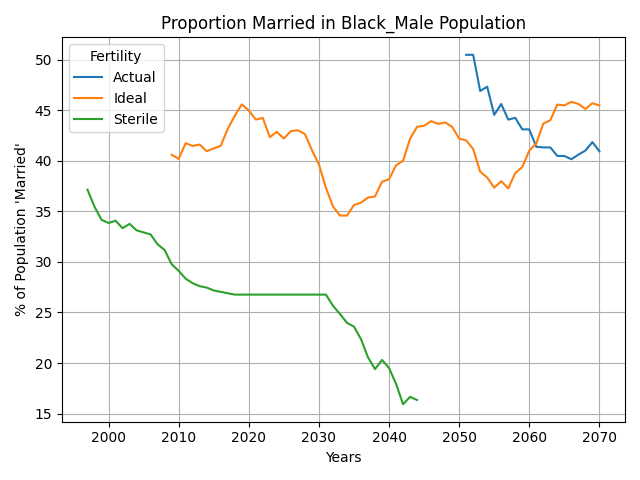 Proportion Married in Black_Male Population
Fertility
Actual
Ideal
Sterile
% of Population 'Married'
50
45
40
35
30
25
20
15
2000 2010 2020 2030 2040 2050 2060 2070
Years